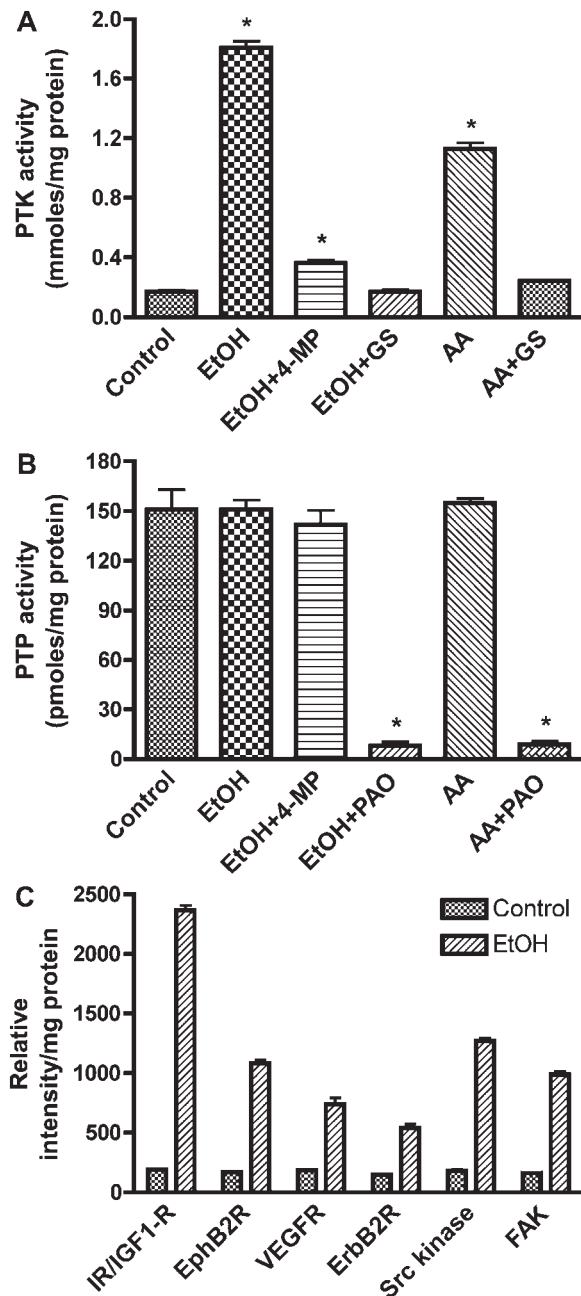 A
PTK activity
(mmoles/mg protein)
2.0
1.6
1.2
0.8
0.4
0.0
*
*
*
Control
EtOH
EtOH+4-MP
EtOH+GS
AA
AA+GS
B
PTP activity
(pmoles/mg protein)
180
150
120
90
60
30
0
*
*
Control
EtOH
EtOH+4-MP
EtOH+PAO
AA
AA+PAO
C
Relative
intensity/mg protein
2500
2000
1500
1000
500
0
Control
EtOH
IR/IGF1-R
EphB2R
VEGFR
ErbB2R
Src kinase
FAK